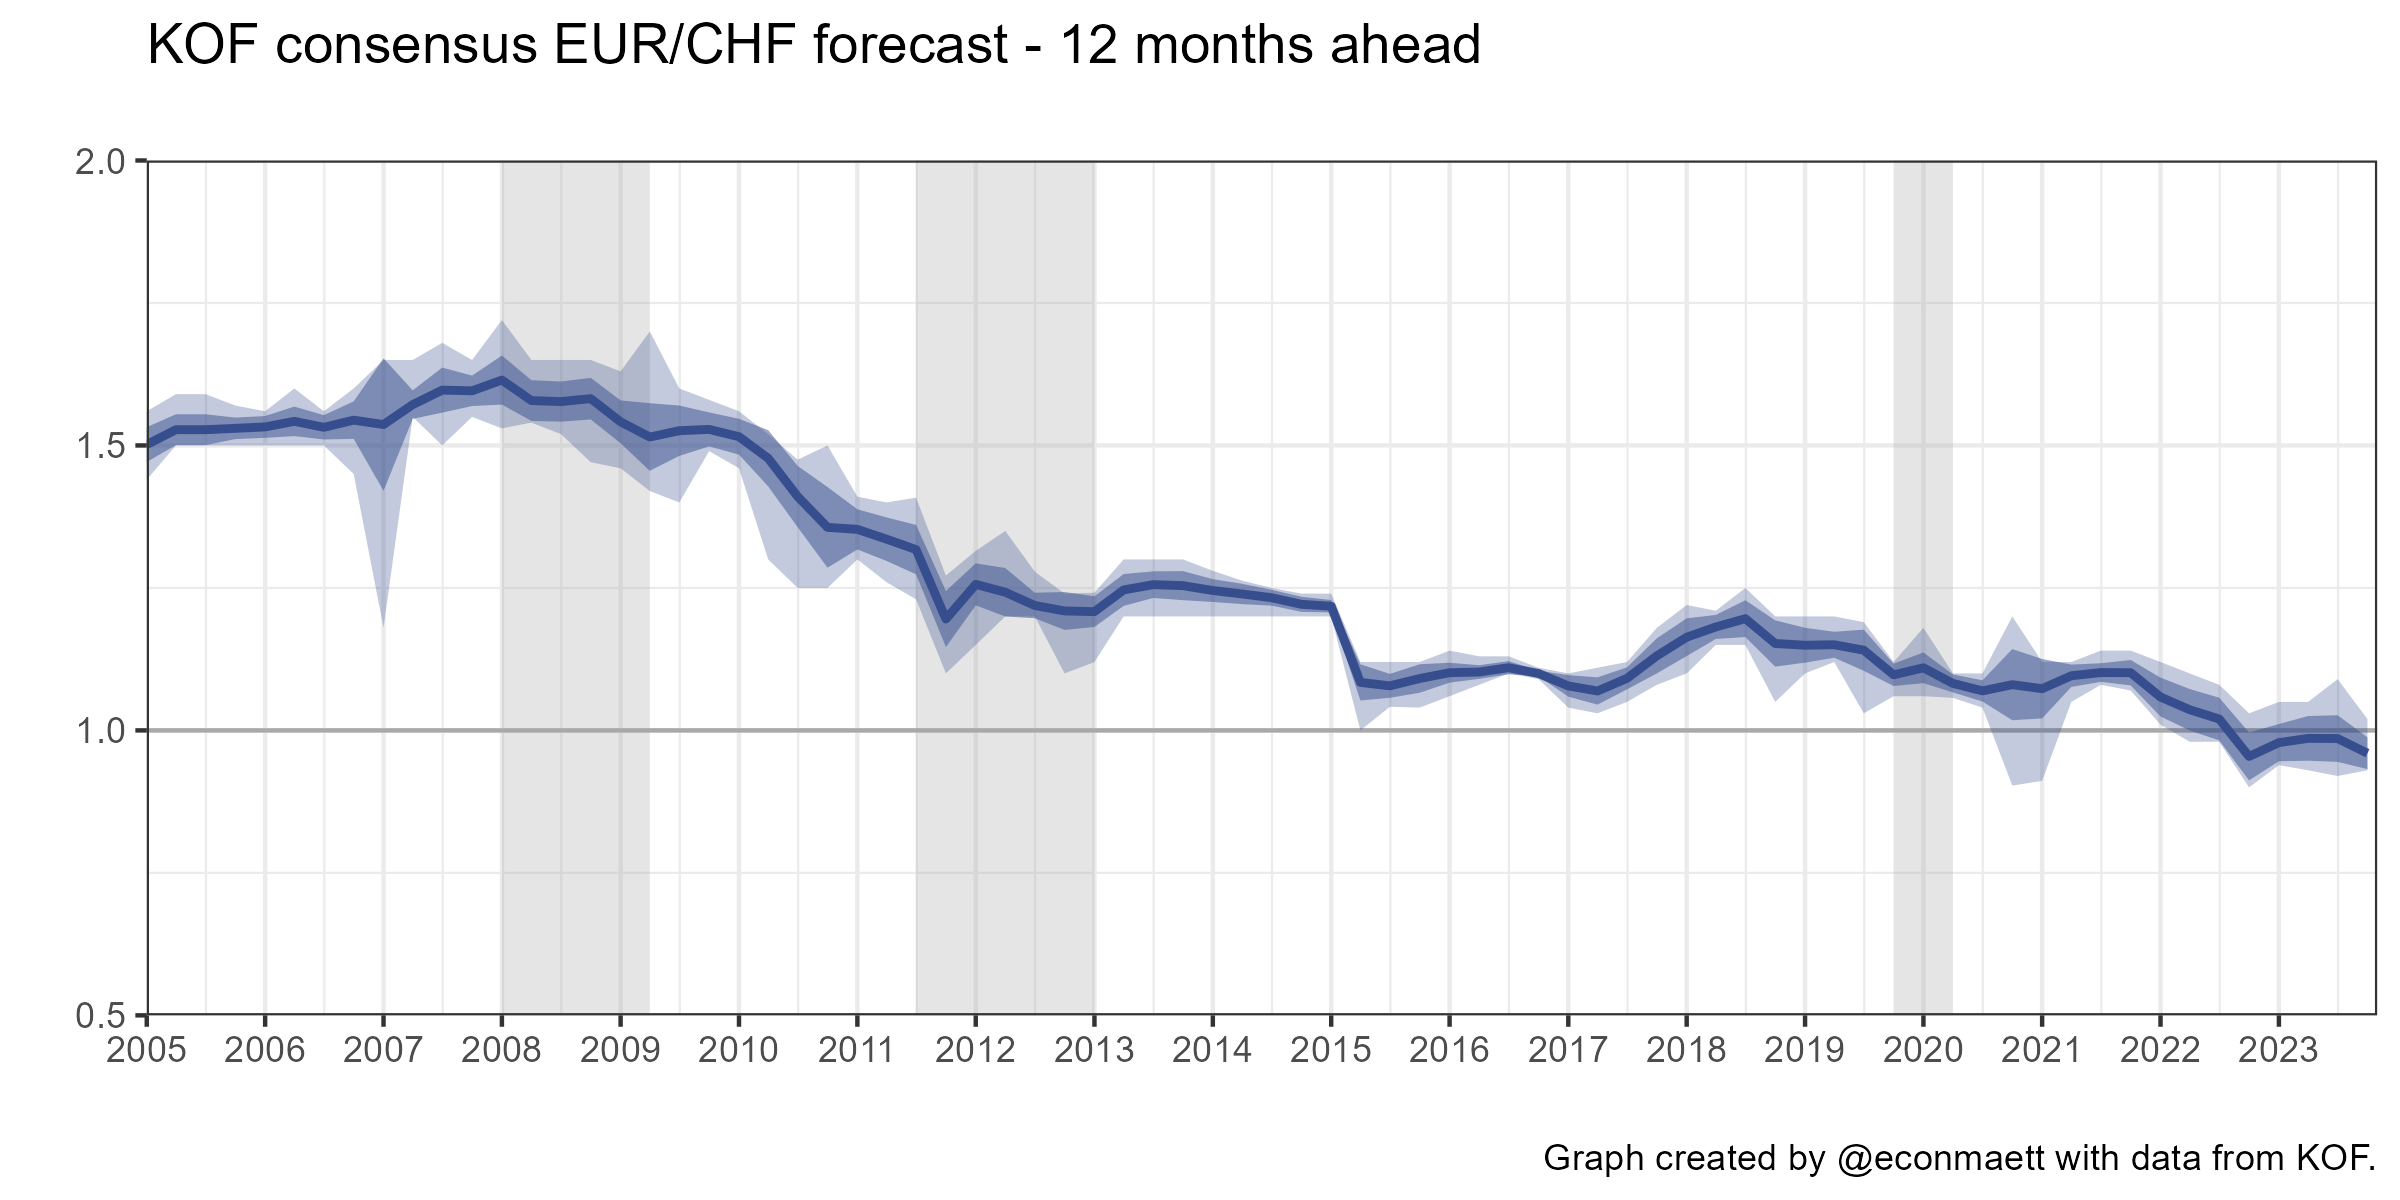 KOF consensus EUR/CHF forecast - 12 months ahead
2.0
1.5
1.0
0.5
2005 2006 2007 2008 2009 2010 2011 2012 2013 2014 2015 2016 2017 2018 2019 2020 2021 2022 2023
Graph created by @econmaett with data from KOF.